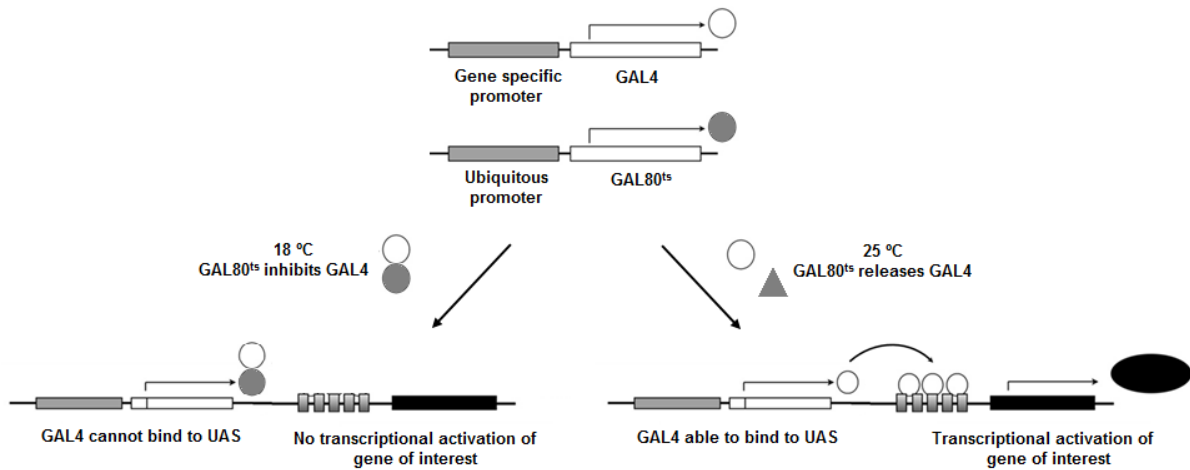 Gene specific
promoter
GAL4
Ubiquitous
promoter
GAL80ᵗˢ
18 ºC
GAL80ᵗˢ inhibits GAL4
25 ºC
GAL80ᵗˢ releases GAL4
GAL4 cannot bind to UAS
No transcriptional activation of
gene of interest
GAL4 able to bind to UAS
Transcriptional activation of
gene of interest